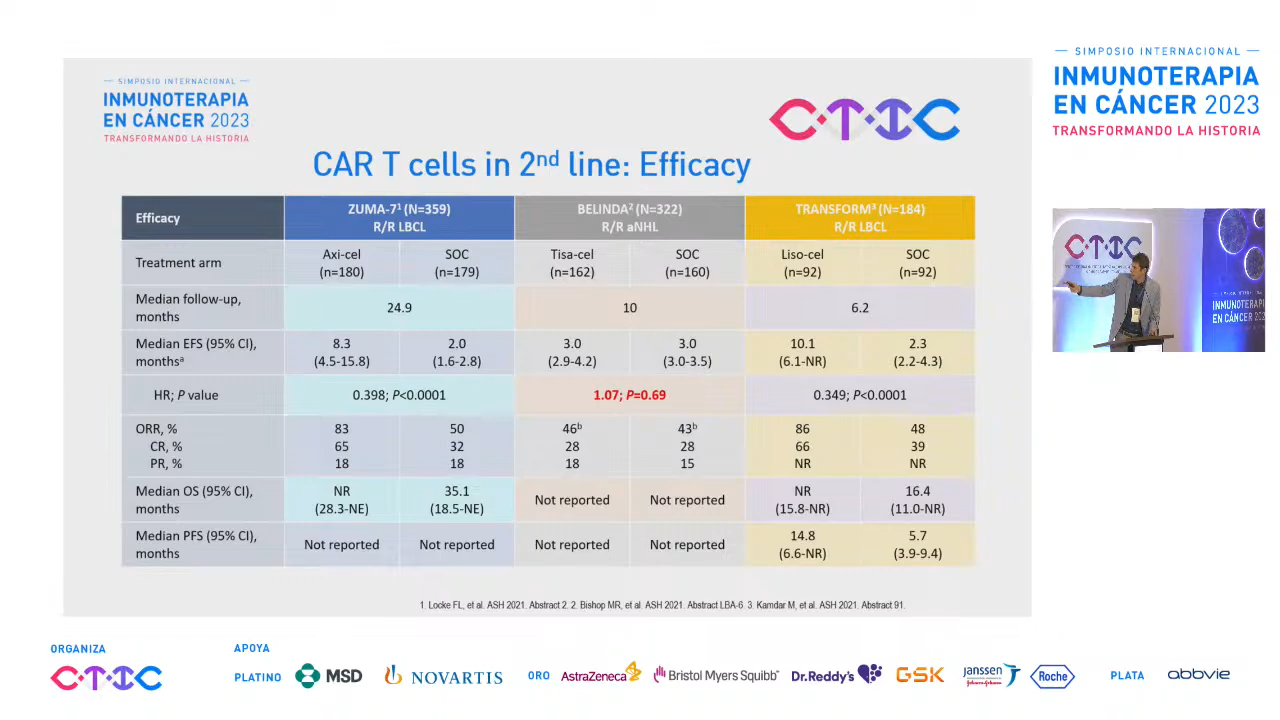 — SIMPOSIO INTERNACIONAL —
INMUNOTERAPIA
EN CÁNCER 2023
TRANSFORMANDO LA HISTORIA
CTIC
CAR T cells in 2nd line: Efficacy
Efficacy
ZUMA-7¹ (N=359)
R/R LBCL
BELINDA² (N=322)
R/R aNHL
TRANSFORM³ (N=184)
R/R LBCL
Treatment arm
Axi-cel
(n=180)
SOC
(n=179)
Tisa-cel
(n=162)
SOC
(n=160)
Liso-cel
(n=92)
SOC
(n=92)
Median follow-up,
months
24.9
10
6.2
Median EFS (95% CI),
monthsᵃ
8.3
(4.5-15.8)
2.0
(1.6-2.8)
3.0
(2.9-4.2)
3.0
(3.0-3.5)
10.1
(6.1-NR)
2.3
(2.2-4.3)
HR; P value
0.398; P<0.0001
1.07; P=0.69
0.349; P<0.0001
ORR, %
CR, %
PR, %
83
65
18
50
32
18
46ᵇ
28
18
43ᵇ
28
15
86
66
NR
48
39
NR
Median OS (95% CI),
months
NR
(28.3-NE)
35.1
(18.5-NE)
Not reported
Not reported
NR
(15.8-NR)
16.4
(11.0-NR)
Median PFS (95% CI),
months
Not reported
Not reported
Not reported
Not reported
14.8
(6.6-NR)
5.7
(3.9-9.4)
1. Locke FL, et al. ASH 2021. Abstract 2. 2. Bishop MR, et al. ASH 2021. Abstract LBA-6. 3. Kamdar M, et al. ASH 2021. Abstract 91.
— SIMPOSIO INTERNACIONAL —
INMUNOTERAPIA
EN CÁNCER 2023
TRANSFORMANDO LA HISTORIA
CTIC
INMUNOTERAPIA
EN CÁNCER 202
ORGANIZA
CTIC
APOYA
PLATINO
MSD
NOVARTIS
ORO
AstraZeneca
Bristol Myers Squibb™
Dr.Reddy's
GSK
Janssen
Johnson&Johnson
Roche
PLATA
abbvie